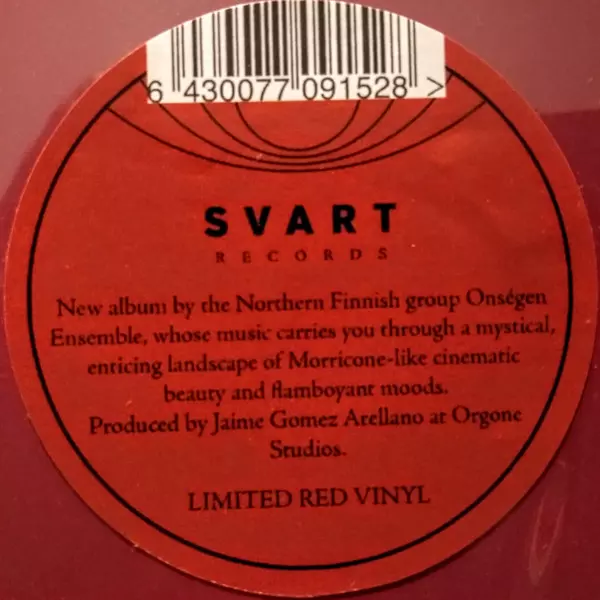 6 430077 091528 >
SVART
RECORDS
New album by the Northern Finnish group Onségen
Ensemble, whose music carries you through a mystical,
enticing landscape of Morricone-like cinematic
beauty and flamboyant moods.
Produced by Jaime Gomez Arellano at Orgone
Studios.
LIMITED RED VINYL